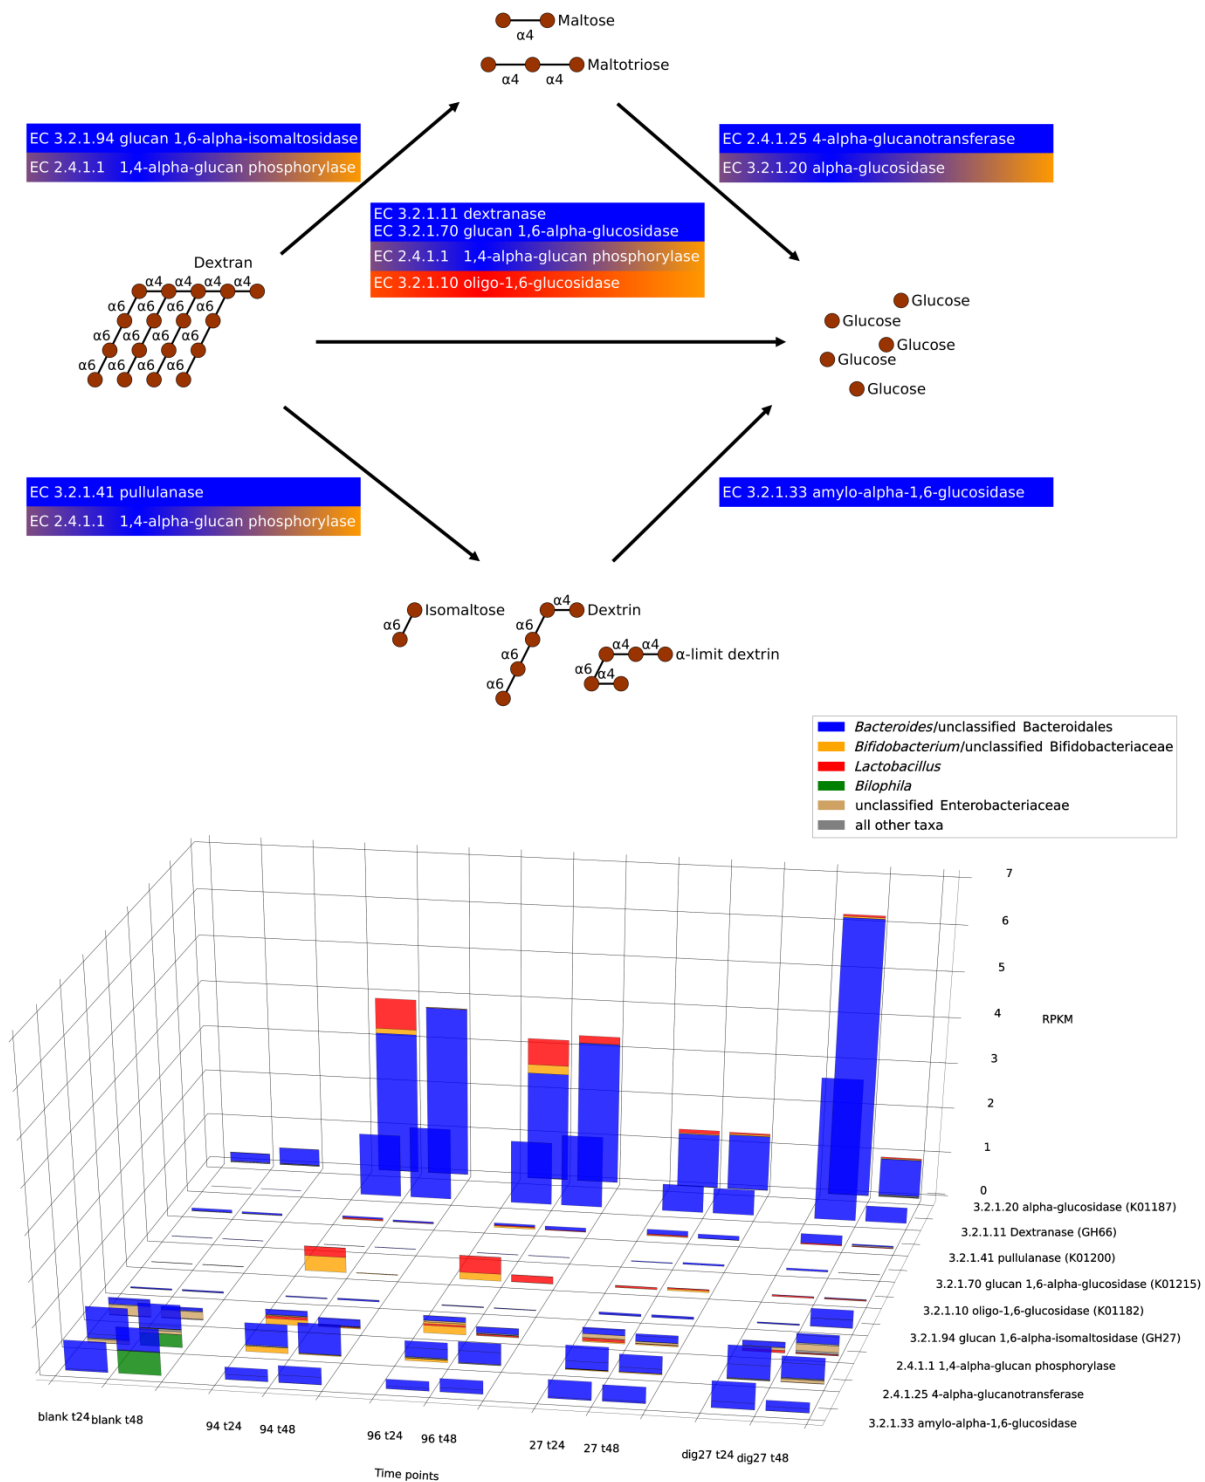 Maltose
α4
Maltotriose
α4 α4
EC 3.2.1.94 glucan 1,6-alpha-isomaltosidase
EC 2.4.1.1 1,4-alpha-glucan phosphorylase
EC 2.4.1.25 4-alpha-glucanotransferase
EC 3.2.1.20 alpha-glucosidase
EC 3.2.1.11 dextranase
EC 3.2.1.70 glucan 1,6-alpha-glucosidase
EC 2.4.1.1 1,4-alpha-glucan phosphorylase
EC 3.2.1.10 oligo-1,6-glucosidase
Dextran
α4 α4 α4 α4
α6 α6 α6 α6
α6 α6 α6 α6
α6 α6 α6 α6
Glucose
Glucose
Glucose
Glucose
Glucose
EC 3.2.1.41 pullulanase
EC 2.4.1.1 1,4-alpha-glucan phosphorylase
EC 3.2.1.33 amylo-alpha-1,6-glucosidase
Isomaltose
α6
α4
Dextrin
α6
α6
α6
α4 α4
α-limit dextrin
α6
α4
Bacteroides/unclassified Bacteroidales
Bifidobacterium/unclassified Bifidobacteriaceae
Lactobacillus
Bilophila
unclassified Enterobacteriaceae
all other taxa
7
6
5
4
3
2
1
0
RPKM
3.2.1.20 alpha-glucosidase (K01187)
3.2.1.11 Dextranase (GH66)
3.2.1.41 pullulanase (K01200)
3.2.1.70 glucan 1,6-alpha-glucosidase (K01215)
3.2.1.10 oligo-1,6-glucosidase (K01182)
3.2.1.94 glucan 1,6-alpha-isomaltosidase (GH27)
2.4.1.1 1,4-alpha-glucan phosphorylase
2.4.1.25 4-alpha-glucanotransferase
3.2.1.33 amylo-alpha-1,6-glucosidase
blank t24 blank t48 94 t24 94 t48 96 t24 96 t48 27 t24 27 t48 dig27 t24 dig27 t48
Time points